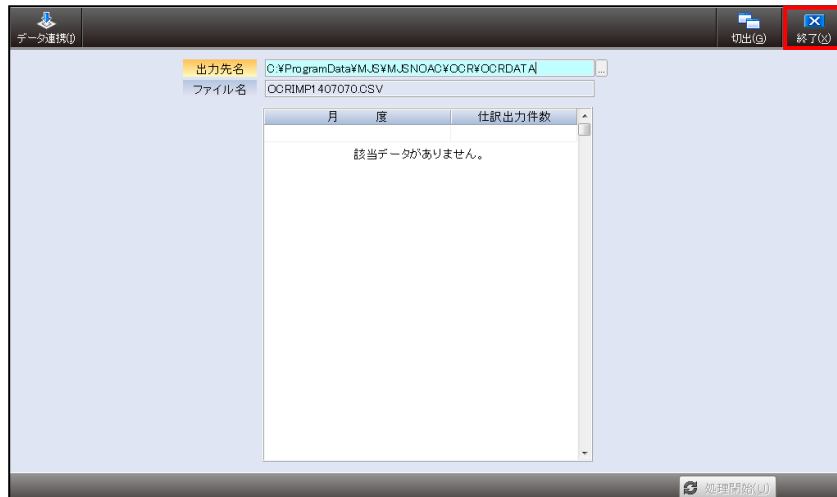 データ連携(I)
切出(G)
終了(X)
出力先名 C:¥ProgramData¥MJS¥MJSNOAC¥OCR¥OCRDATA ...
ファイル名 OCRIMP1407070.CSV
月 度 仕訳出力件数
該当データがありません。
処理開始(U)